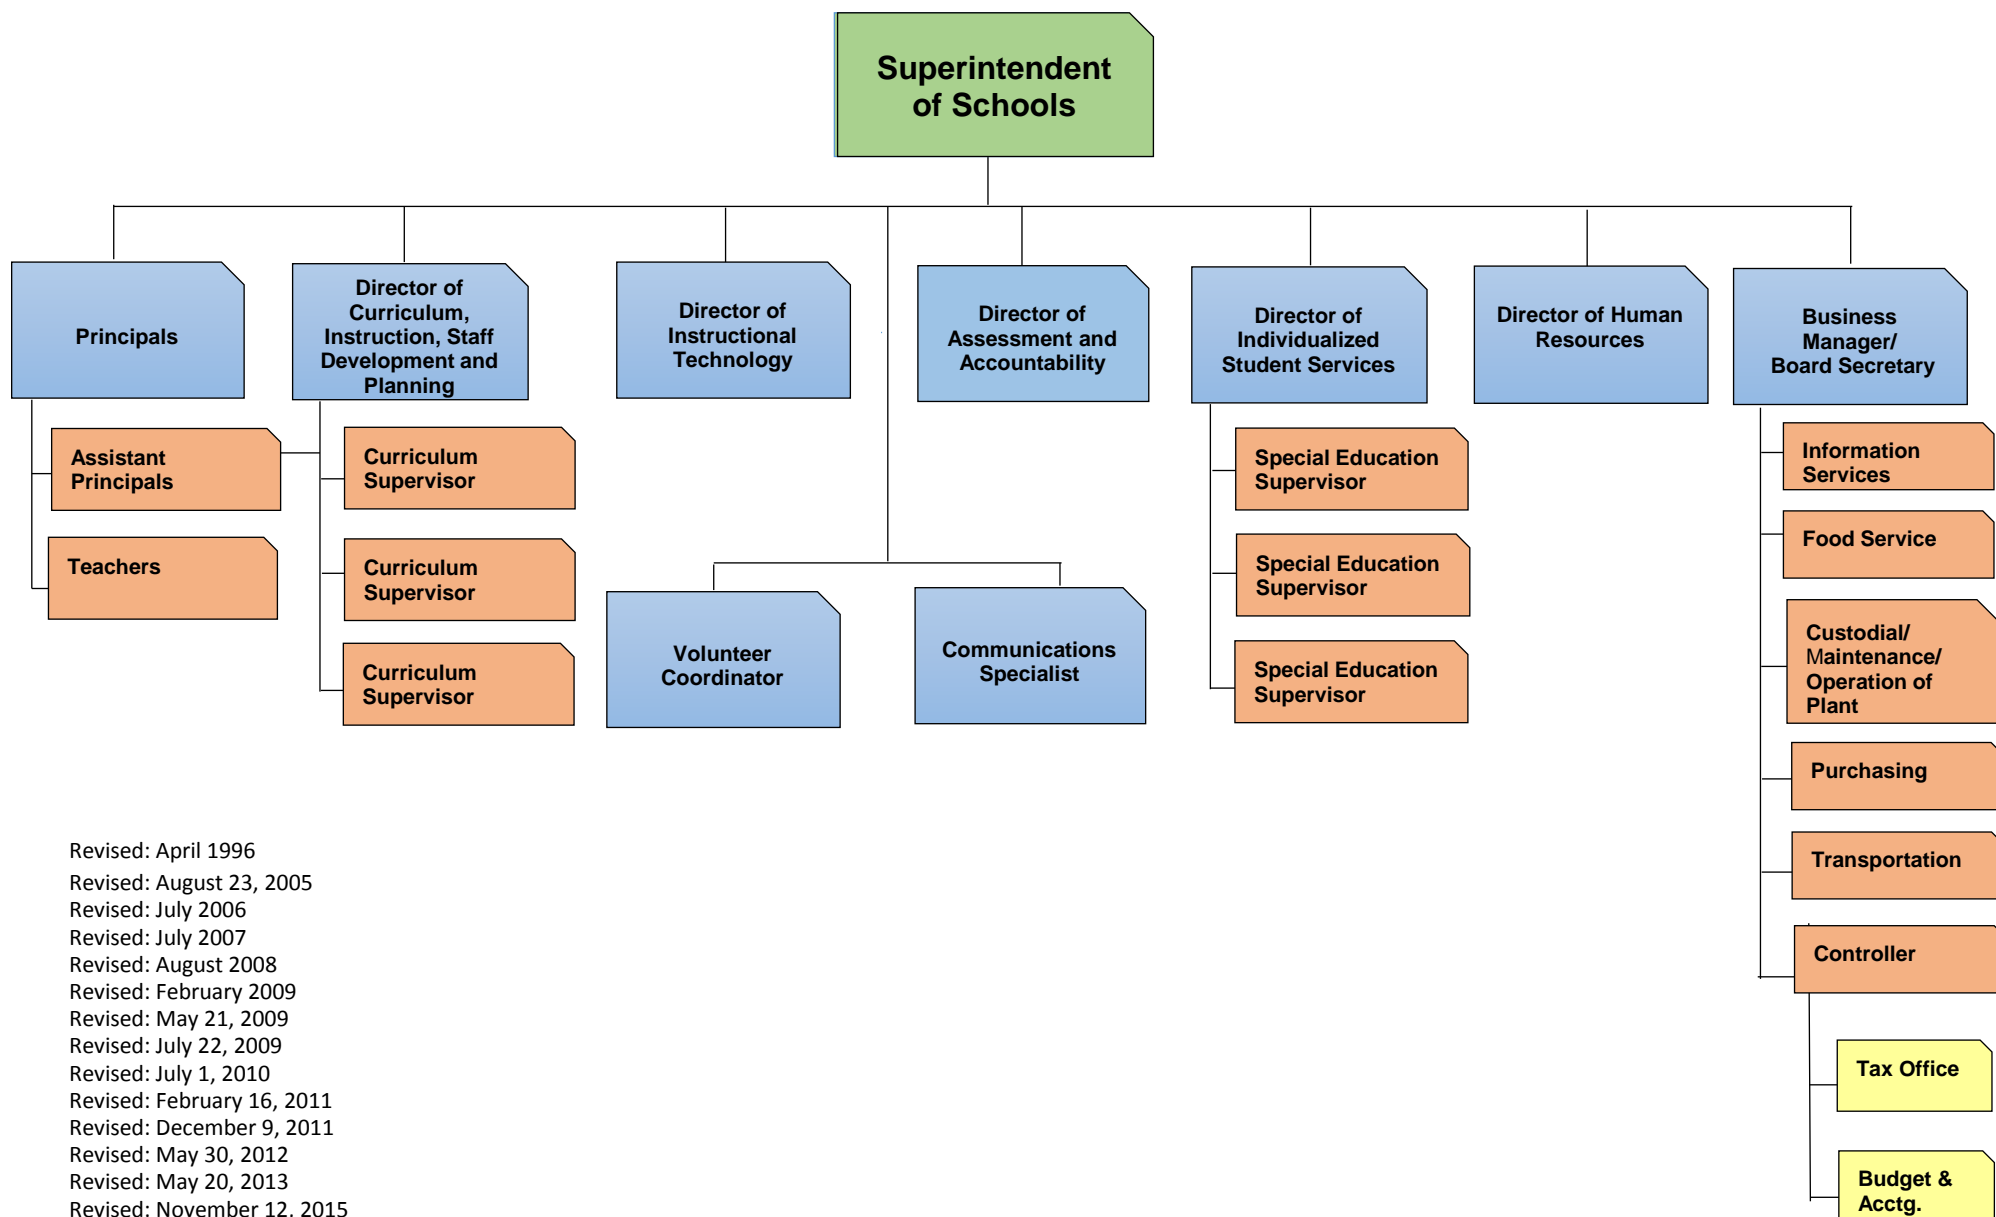 Superintendent
of Schools
Principals
Director of
Curriculum,
Instruction, Staff
Development and
Planning
Director of
Instructional
Technology
Director of
Assessment and
Accountability
Director of
Individualized
Student Services
Director of Human
Resources
Business
Manager/
Board Secretary
Assistant
Principals
Teachers
Curriculum
Supervisor
Curriculum
Supervisor
Curriculum
Supervisor
Volunteer
Coordinator
Communications
Specialist
Special Education
Supervisor
Special Education
Supervisor
Special Education
Supervisor
Information
Services
Food Service
Custodial/
Maintenance/
Operation of
Plant
Purchasing
Transportation
Controller
Tax Office
Budget &
Acctg.
Revised: April 1996
Revised: August 23, 2005
Revised: July 2006
Revised: July 2007
Revised: August 2008
Revised: February 2009
Revised: May 21, 2009
Revised: July 22, 2009
Revised: July 1, 2010
Revised: February 16, 2011
Revised: December 9, 2011
Revised: May 30, 2012
Revised: May 20, 2013
Revised: November 12, 2015